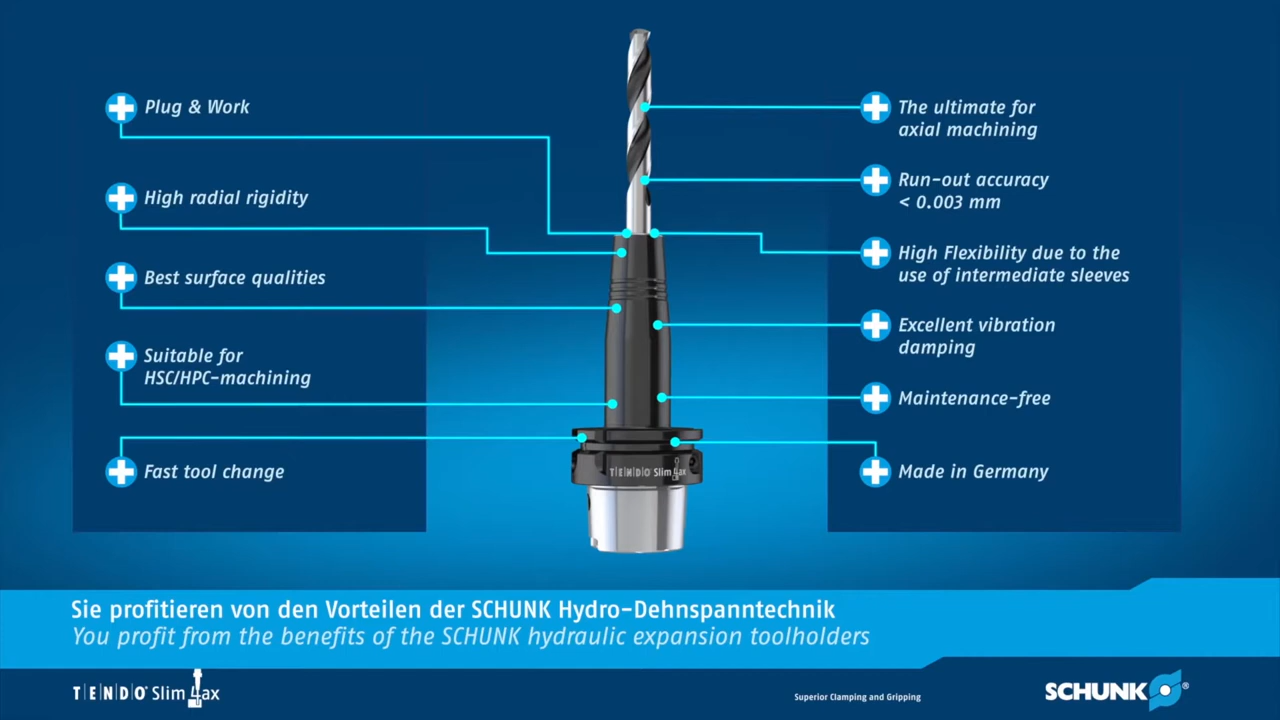 Plug & Work
High radial rigidity
Best surface qualities
Suitable for
HSC/HPC-machining
Fast tool change
The ultimate for
axial machining
Run-out accuracy
< 0.003 mm
High Flexibility due to the
use of intermediate sleeves
Excellent vibration
damping
Maintenance-free
Made in Germany
TENDO® Slim 4ax
Sie profitieren von den Vorteilen der SCHUNK Hydro-Dehnspanntechnik
You profit from the benefits of the SCHUNK hydraulic expansion toolholders
TENDO® Slim 4ax
Superior Clamping and Gripping
SCHUNK®